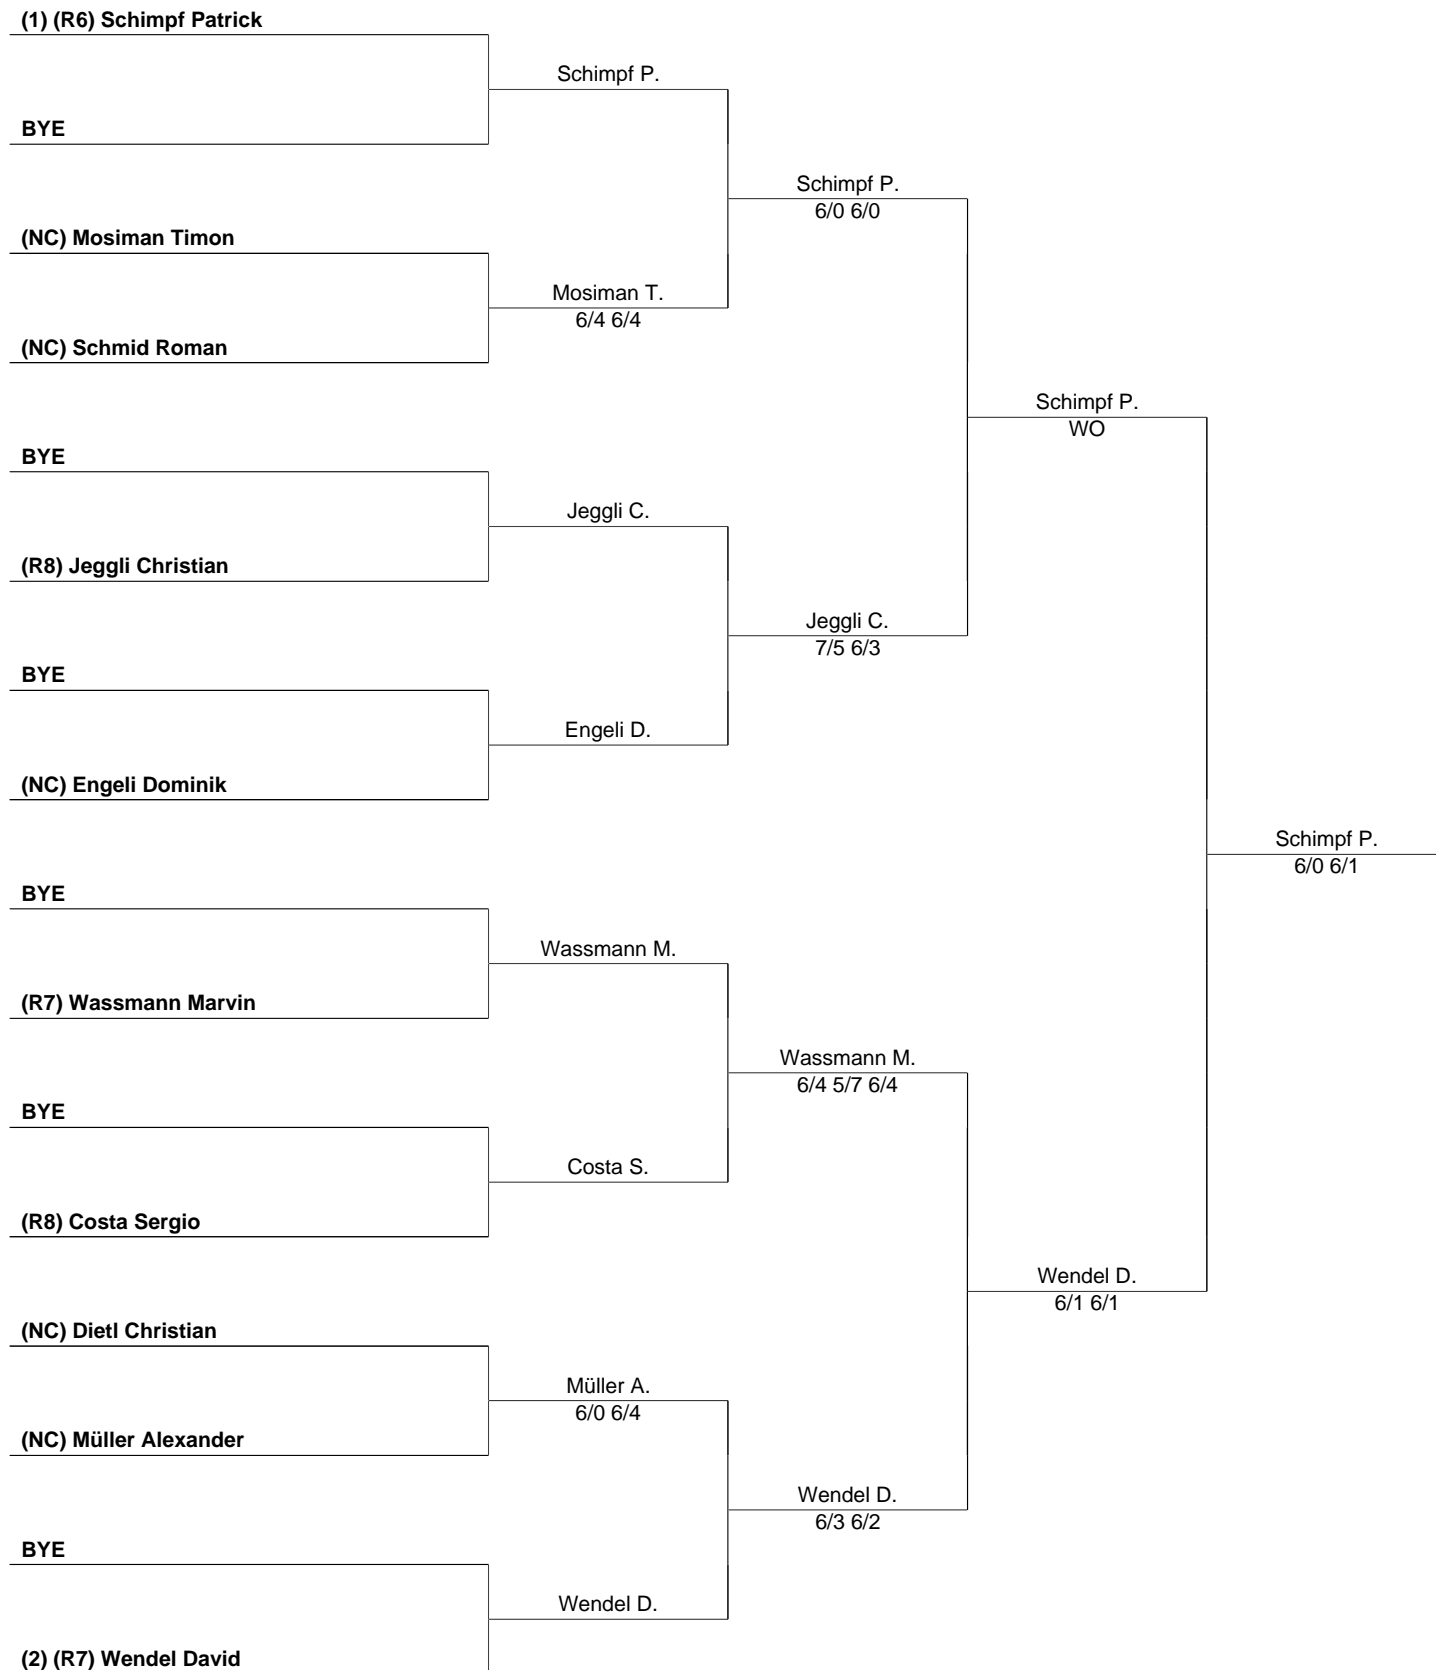 (1) (R6) Schimpf Patrick
Schimpf P.
BYE
Schimpf P.
6/0 6/0
(NC) Mosiman Timon
Mosiman T.
6/4 6/4
(NC) Schmid Roman
Schimpf P.
WO
BYE
Jeggli C.
(R8) Jeggli Christian
Jeggli C.
7/5 6/3
BYE
Engeli D.
(NC) Engeli Dominik
Schimpf P.
6/0 6/1
BYE
Wassmann M.
(R7) Wassmann Marvin
Wassmann M.
6/4 5/7 6/4
BYE
Costa S.
(R8) Costa Sergio
Wendel D.
6/1 6/1
(NC) Dietl Christian
Müller A.
6/0 6/4
(NC) Müller Alexander
Wendel D.
6/3 6/2
BYE
Wendel D.
(2) (R7) Wendel David